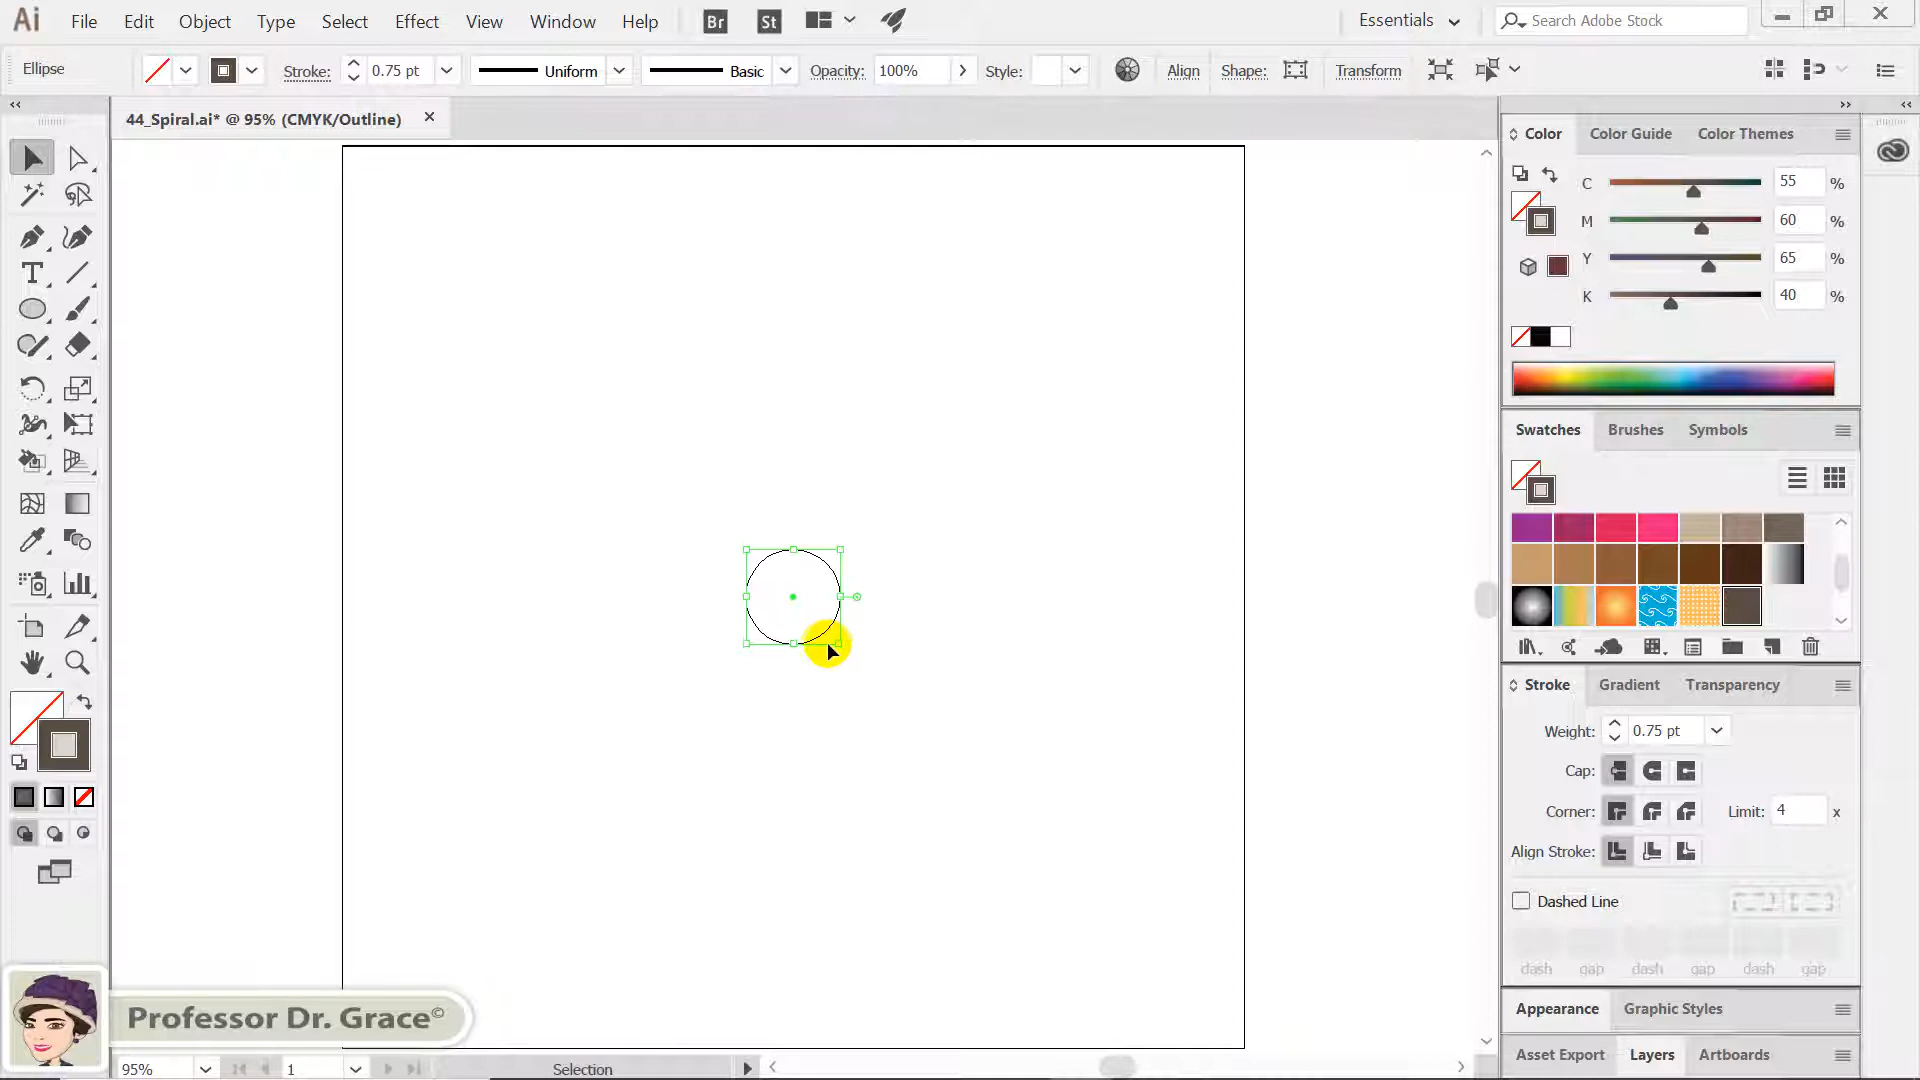 Ai File Edit Object Type Select Effect View Window Help Br St Essentials Search Adobe Stock
Ellipse Stroke: 0.75 pt Uniform Basic Opacity: 100% Style: Align Shape: Transform
44_Spiral.ai* @ 95% (CMYK/Outline) ×
Color Color Guide Color Themes
C 55 %
M 60 %
Y 65 %
K 40 %
Swatches Brushes Symbols
Stroke Gradient Transparency
Weight: 0.75 pt
Cap:
Corner: Limit: 4 x
Align Stroke:
Dashed Line
dash gap dash gap dash gap
Appearance Graphic Styles
Asset Export Layers Artboards
Professor Dr. Grace©
95% 1 Selection